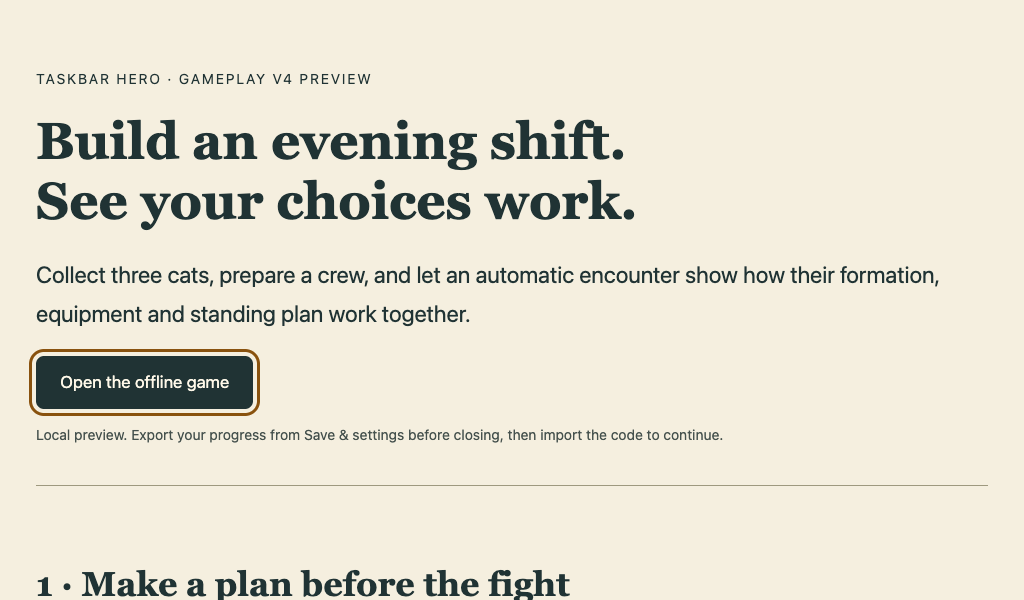 TASKBAR HERO · GAMEPLAY V4 PREVIEW
Build an evening shift.
See your choices work.
Collect three cats, prepare a crew, and let an automatic encounter show how their formation,
equipment and standing plan work together.
Open the offline game
Local preview. Export your progress from Save & settings before closing, then import the code to continue.
1 · Make a plan before the fight